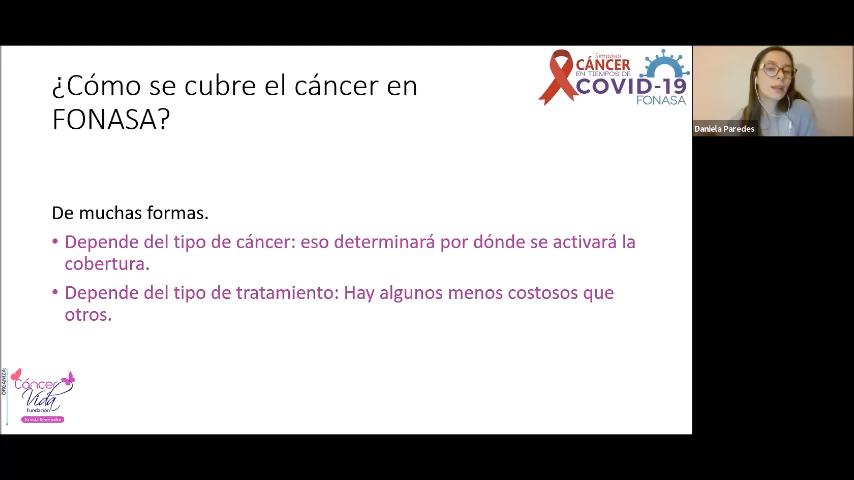 ¿Cómo se cubre el cáncer en
FONASA?
Simposio
CÁNCER
EN TIEMPOS DE
COVID-19
FONASA
Daniela Paredes
De muchas formas.
• Depende del tipo de cáncer: eso determinará por dónde se activará la
cobertura.
• Depende del tipo de tratamiento: Hay algunos menos costosos que
otros.
ORGANIZA:
Cáncer
Vida
Fundación